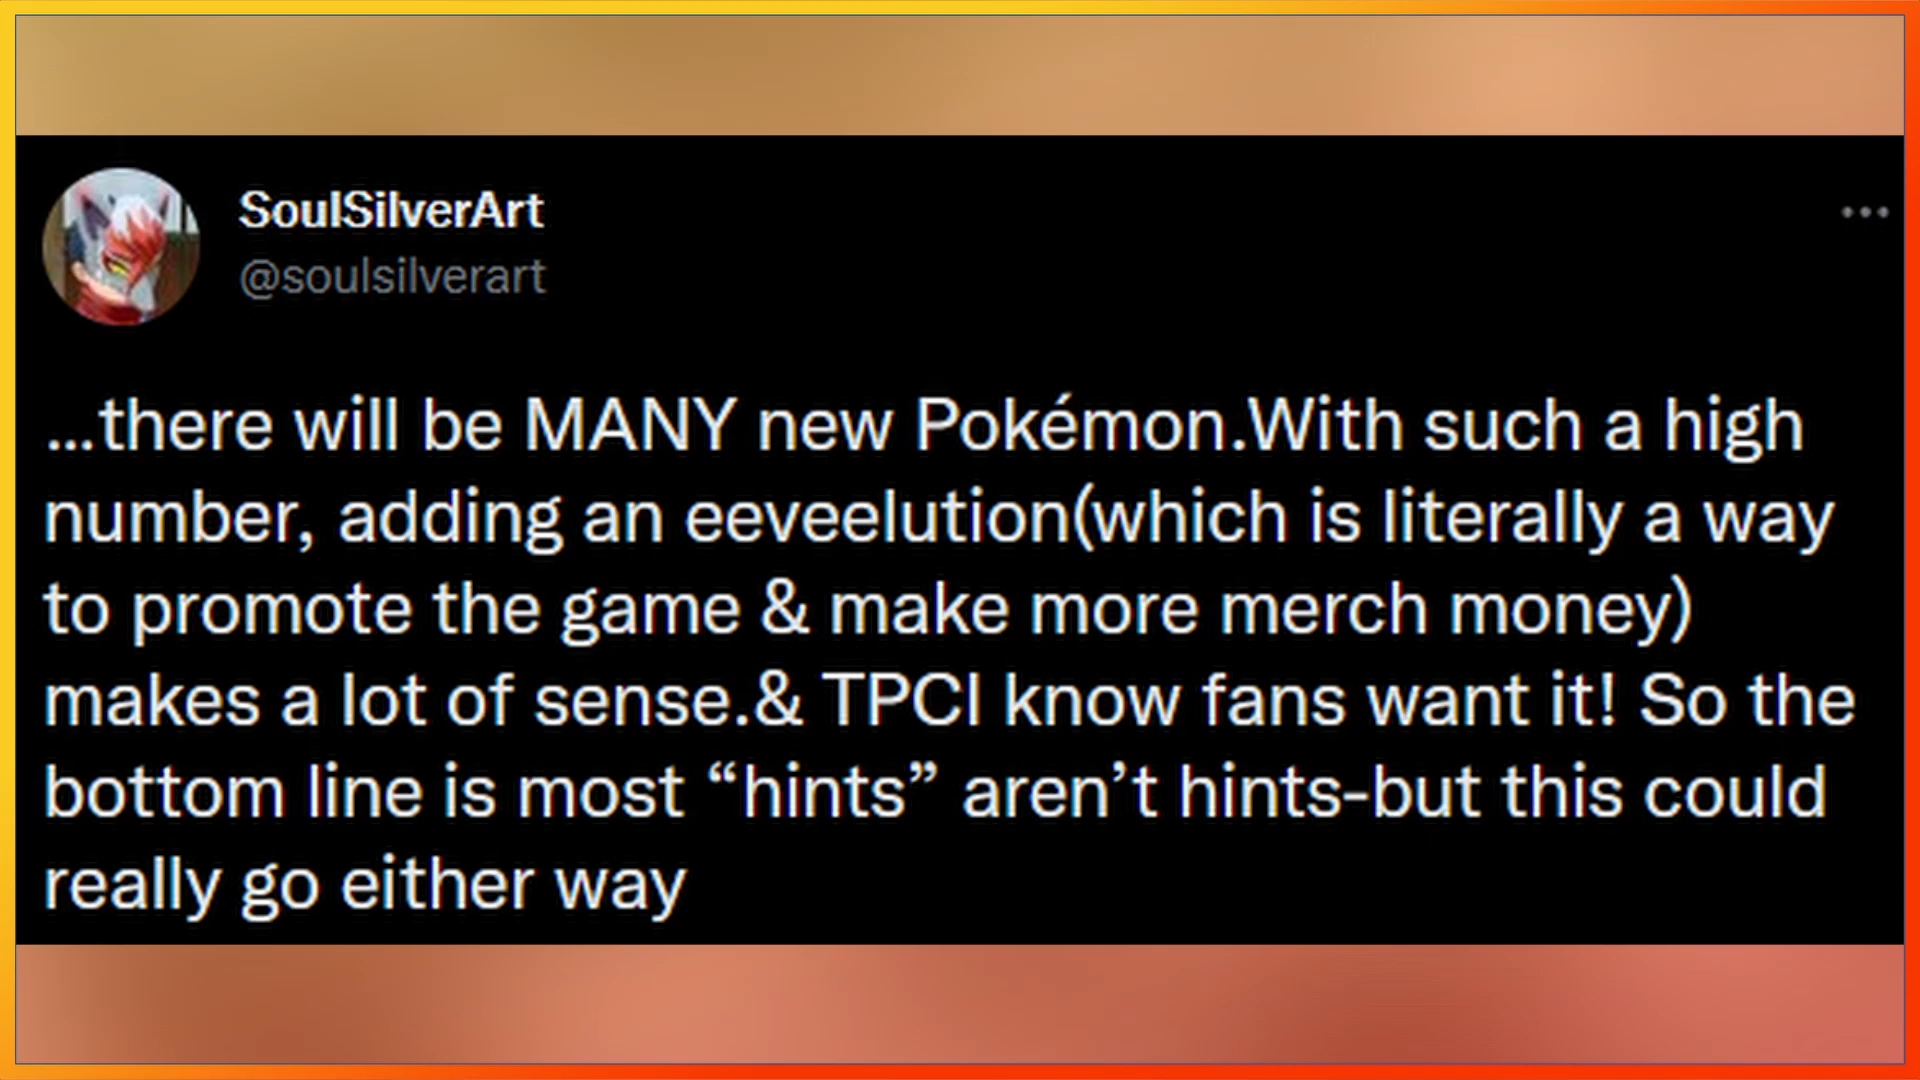 SoulSilverArt
@soulsilverart
...there will be MANY new Pokémon.With such a high
number, adding an eeveelution(which is literally a way
to promote the game & make more merch money)
makes a lot of sense.& TPCI know fans want it! So the
bottom line is most “hints” aren’t hints-but this could
really go either way